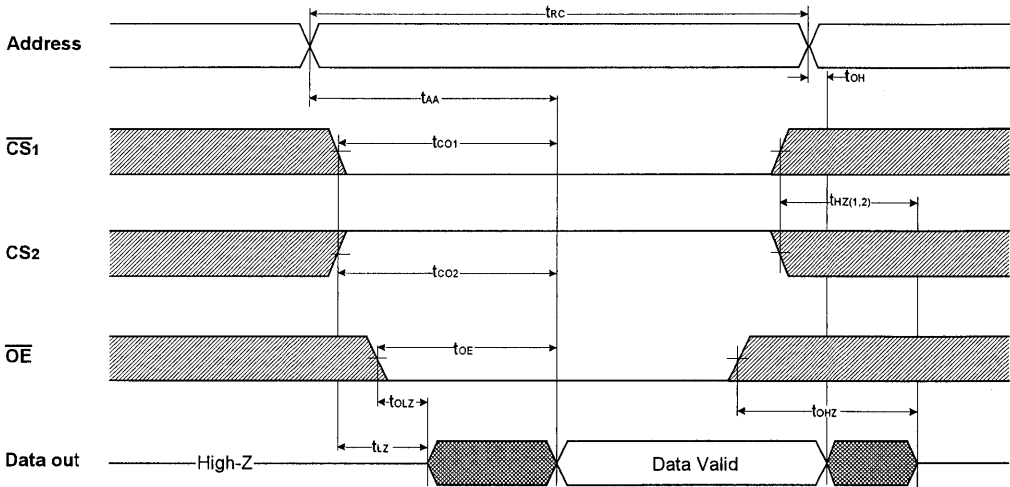 tRC
Address
tOH
tAA
CS1
tCO1
tHZ(1,2)
CS2
tCO2
OE
tOE
tOLZ
tOHZ
tLZ
Data out
High-Z
Data Valid